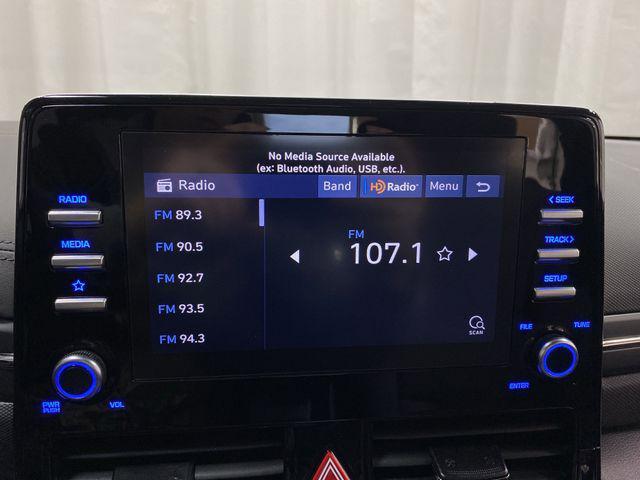 No Media Source Available
(ex: Bluetooth Audio, USB, etc.).
Radio Band HD Radio Menu
RADIO
MEDIA
FM 89.3
FM 90.5
FM 92.7
FM 93.5
FM 94.3
FM
107.1
SCAN
< SEEK
TRACK >
SETUP
FILE TUNE
ENTER
PWR
PUSH
VOL